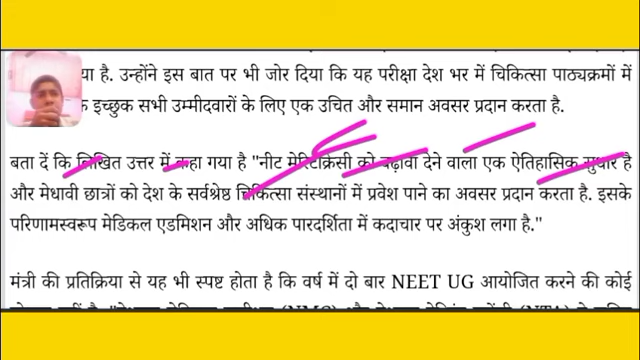 या है. उन्होंने इस बात पर भी जोर दिया कि यह परीक्षा देश भर में चिकित्सा पाठ्यक्रमों में
इच्छुक सभी उम्मीदवारों के लिए एक उचित और समान अवसर प्रदान करता है.
बता दें कि लिखित उत्तर में कहा गया है "नीट मेरिटक्रिसी को बढ़ावा देने वाला एक ऐतिहासिक सुधार है
और मेधावी छात्रों को देश के सर्वश्रेष्ठ चिकित्सा संस्थानों में प्रवेश पाने का अवसर प्रदान करता है. इसके
परिणामस्वरूप मेडिकल एडमिशन और अधिक पारदर्शिता में कदाचार पर अंकुश लगा है."
मंत्री की प्रतिक्रिया से यह भी स्पष्ट होता है कि वर्ष में दो बार NEET UG आयोजित करने की कोई